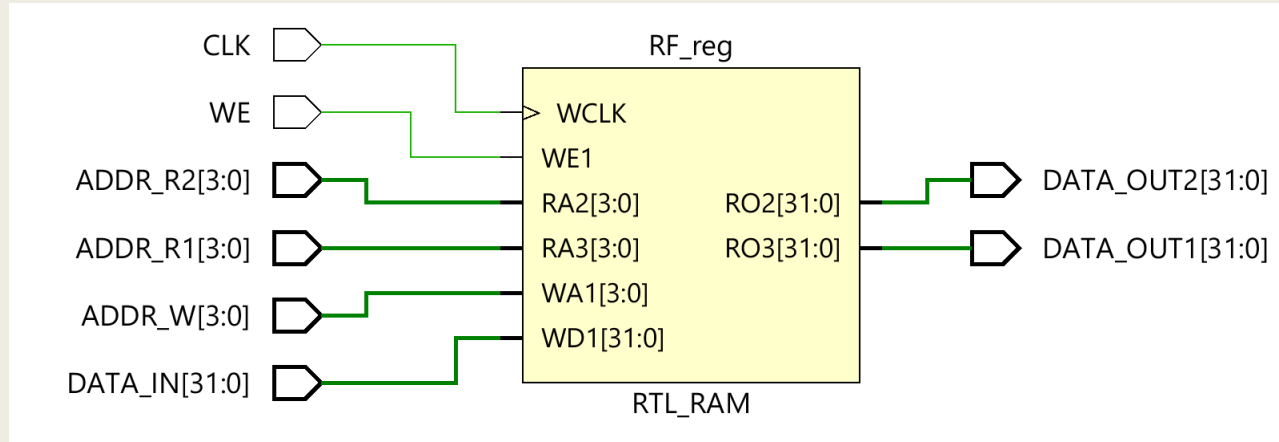 CLK
WE
ADDR_R2[3:0]
ADDR_R1[3:0]
ADDR_W[3:0]
DATA_IN[31:0]
RF_reg
WCLK
WE1
RA2[3:0] RO2[31:0]
RA3[3:0] RO3[31:0]
WA1[3:0]
WD1[31:0]
RTL_RAM
DATA_OUT2[31:0]
DATA_OUT1[31:0]